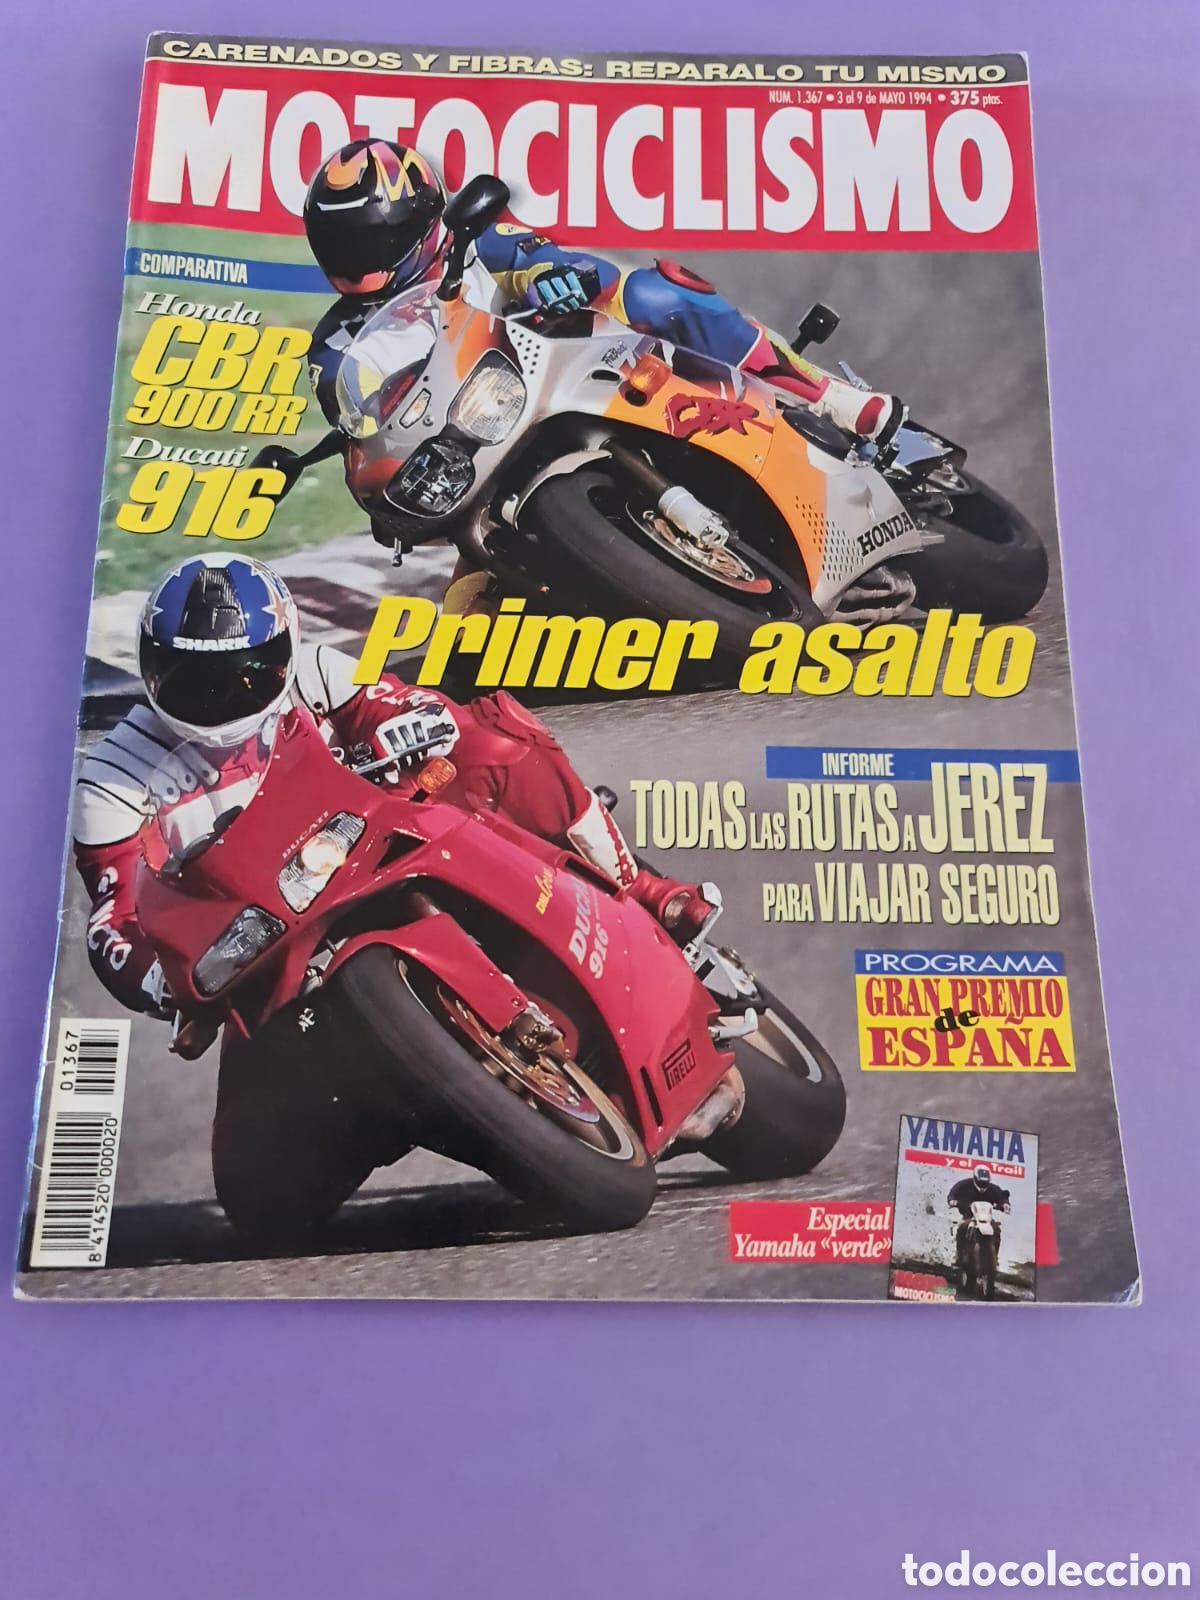 CARENADOS Y FIBRAS: REPARALO TU MISMO
NUM. 1.367 • 3 al 9 de MAYO 1994 • 375 ptas.
MOTOCICLISMO
COMPARATIVA
Honda
CBR
900 RR
Ducati
916
CBR
HONDA
SHARK
Primer asalto
INFORME
TODAS LAS RUTAS A JEREZ
PARA VIAJAR SEGURO
DUCATI
DUCATI
916
PIRELLI
PROGRAMA
GRAN PREMIO
de
ESPAÑA
YAMAHA
y el Trail
Especial
Yamaha «verde»
MOTOCICLISMO
01367
8 414520 000020
todocoleccion